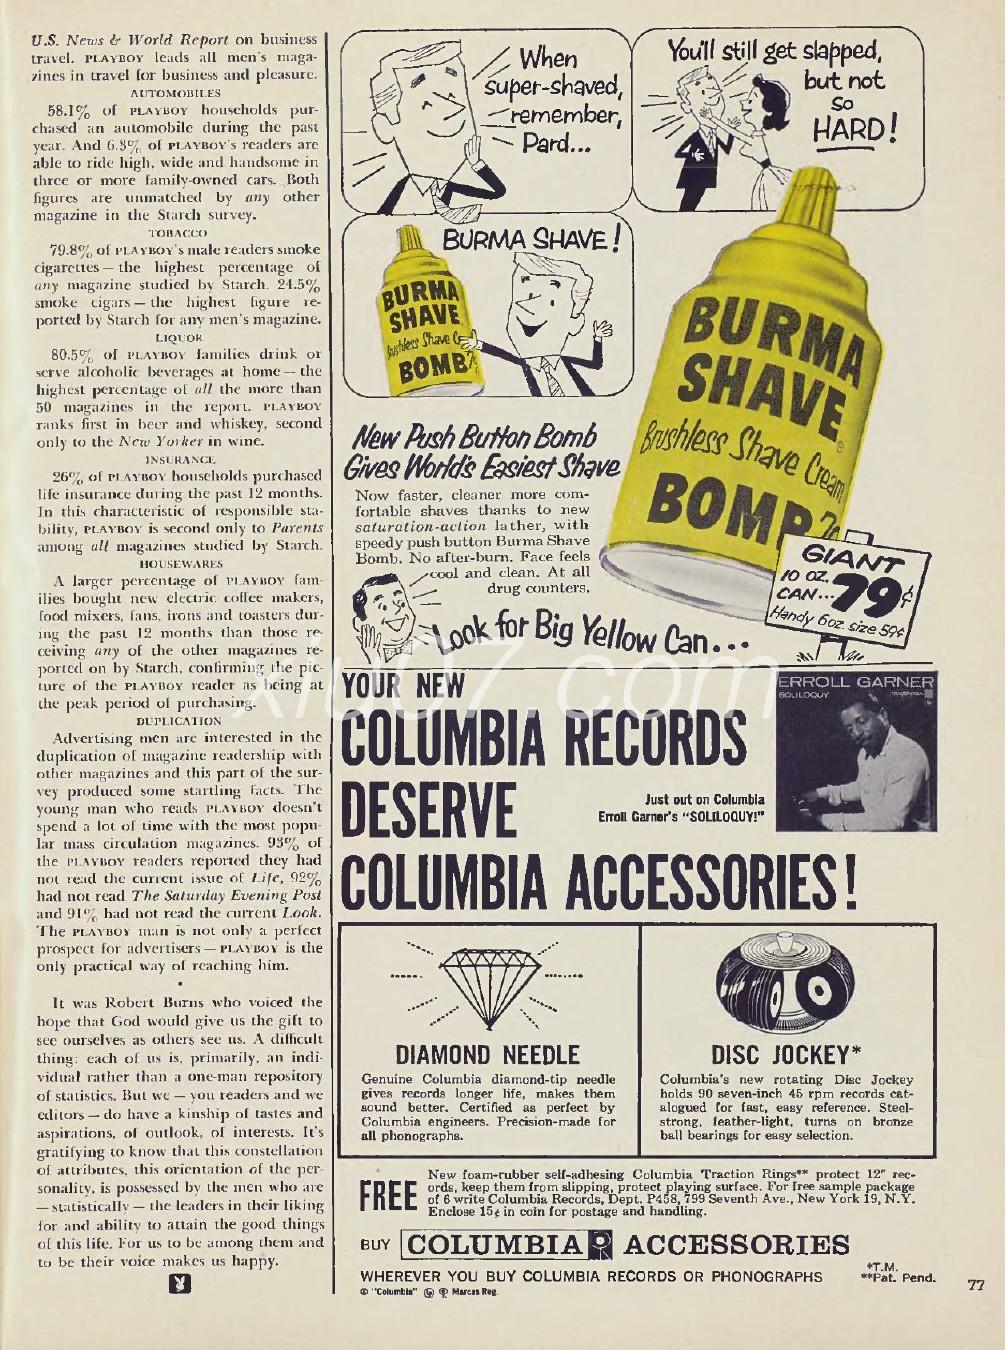 U.S. News & World Report on business
travel. PLAYBOY leads all men's maga-
zines in travel for business and pleasure.
AUTOMOBILES
58.1% of PLAYBOY households pur-
chased an automobile during the past
year. And 6.3% of PLAYBOY's readers are
able to ride high, wide and handsome in
three or more family-owned cars. Both
figures are unmatched by any other
magazine in the Starch survey.
TOBACCO
79.8% of PLAYBOY's male readers smoke
cigarettes — the highest percentage of
any magazine studied by Starch. 24.5%
smoke cigars — the highest figure re-
ported by Starch for any men's magazine.
LIQUOR
80.5% of PLAYBOY families drink or
serve alcoholic beverages at home — the
highest percentage of all the more than
50 magazines in the report. PLAYBOY
ranks first in beer and whiskey, second
only to the New Yorker in wine.
INSURANCE
26% of PLAYBOY households purchased
life insurance during the past 12 months.
In this characteristic of responsible sta-
bility, PLAYBOY is second only to Parents
among all magazines studied by Starch.
HOUSEWARES
A larger percentage of PLAYBOY fam-
ilies bought new electric coffee makers,
food mixers, fans, irons and toasters dur-
ing the past 12 months than those re-
ceiving any of the other magazines re-
ported on by Starch, confirming the pic-
ture of the PLAYBOY reader as being at
the peak period of purchasing.
DUPLICATION
Advertising men are interested in the
duplication of magazine readership with
other magazines and this part of the sur-
vey produced some startling facts. The
young man who reads PLAYBOY doesn't
spend a lot of time with the most popu-
lar mass circulation magazines. 93% of
the PLAYBOY readers reported they had
not read the current issue of Life, 92%
had not read The Saturday Evening Post
and 91% had not read the current Look.
The PLAYBOY man is not only a perfect
prospect for advertisers — PLAYBOY is the
only practical way of reaching him.
•
It was Robert Burns who voiced the
hope that God would give us the gift to
see ourselves as others see us. A difficult
thing: each of us is, primarily, an indi-
vidual rather than a one-man repository
of statistics. But we — you readers and we
editors — do have a kinship of tastes and
aspirations, of outlook, of interests. It's
gratifying to know that this constellation
of attributes, this orientation of the per-
sonality, is possessed by the men who are
— statistically — the leaders in their liking
for and ability to attain the good things
of this life. For us to be among them and
to be their voice makes us happy.
When
super-shaved,
remember,
Pard...
You'll still get slapped,
but not
so
HARD!
BURMA SHAVE!
BURMA
SHAVE
Brushless Shave
BOMB
BURMA
SHAVE
Brushless Shave Cream
BOMB
New Push Button Bomb
Gives World's Easiest Shave
Now faster, cleaner more com-
fortable shaves thanks to new
saturation-action lather, with
speedy push button Burma Shave
Bomb. No after-burn. Face feels
cool and clean. At all
drug counters.
Look for Big Yellow Can...
GIANT
10 OZ.
CAN... 79¢
Handy 6oz. size 59¢
xiu07.com
YOUR NEW
COLUMBIA RECORDS
DESERVE
COLUMBIA ACCESSORIES!
ERROLL GARNER
SOLILOQUY
Just out on Columbia
Erroll Garner's "SOLILOQUY!"
DIAMOND NEEDLE
Genuine Columbia diamond-tip needle
gives records longer life, makes them
sound better. Certified as perfect by
Columbia engineers. Precision-made for
all phonographs.
DISC JOCKEY*
Columbia's new rotating Disc Jockey
holds 90 seven-inch 45 rpm records cat-
alogued for fast, easy reference. Steel-
strong, feather-light, turns on bronze
ball bearings for easy selection.
FREE
New foam-rubber self-adhesing Columbia Traction Rings** protect 12" rec-
ords, keep them from slipping, protect playing surface. For free sample package
of 6 write Columbia Records, Dept. P458, 799 Seventh Ave., New York 19, N.Y.
Enclose 15¢ in coin for postage and handling.
BUY COLUMBIA ACCESSORIES
WHEREVER YOU BUY COLUMBIA RECORDS OR PHONOGRAPHS
*T.M.
**Pat. Pend.
℗ "Columbia" Marcas Reg.
77